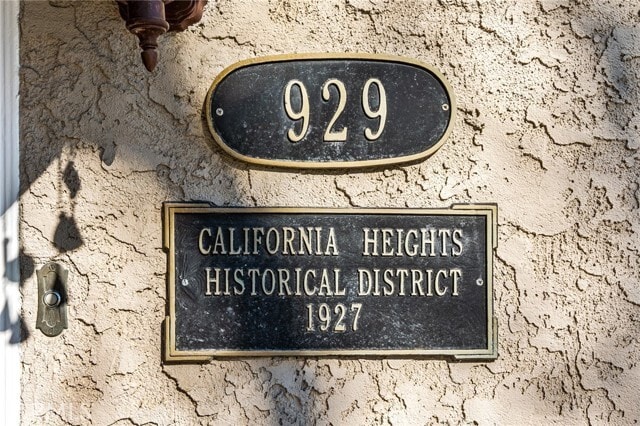 929
CALIFORNIA HEIGHTS
HISTORICAL DISTRICT
1927